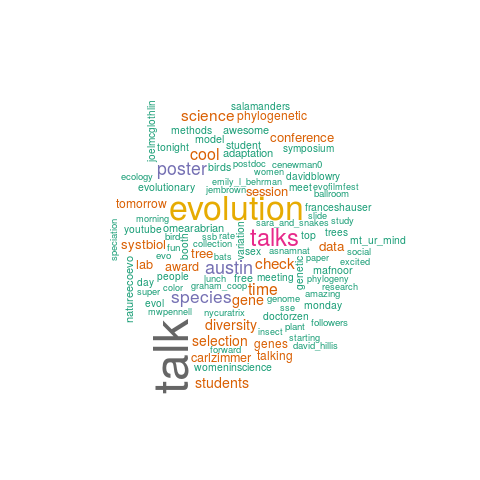 salamanders
joelmcglothlin
science phylogenetic
methods awesome conference
model
tonight student symposium
cool adaptation
poster birds postdoc cenewman0
women davidblowry
ecology emily_l_behrman
evolutionary jembrown session meet evofilmfest
ballroom
tomorrow evolution franceshauser
morning slide
speciation youtube omearabrian sara_and_snakes study
bird booth ssb rate variation talks top trees
systbiol fun collection sex asnamnat data mt_ur_mind
evo tree bats genetic paper social
lab award austin check mafnoor excited
natureecoevo people lunch free meeting phylogeny
day color graham_coop time research
super species gene genome amazing
evol sse monday
mwpennell nycuratrix doctorzen
talk diversity insect plant followers
selection genes starting
forward david_hillis
carlzimmer talking
womeninscience
students